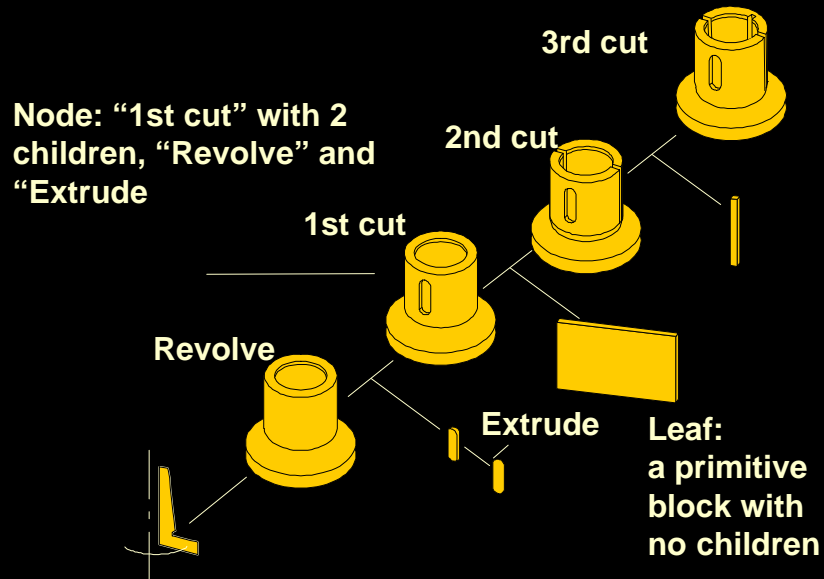 3rd cut
Node: “1st cut” with 2
children, “Revolve” and
“Extrude
2nd cut
1st cut
Revolve
Extrude
Leaf:
a primitive
block with
no children